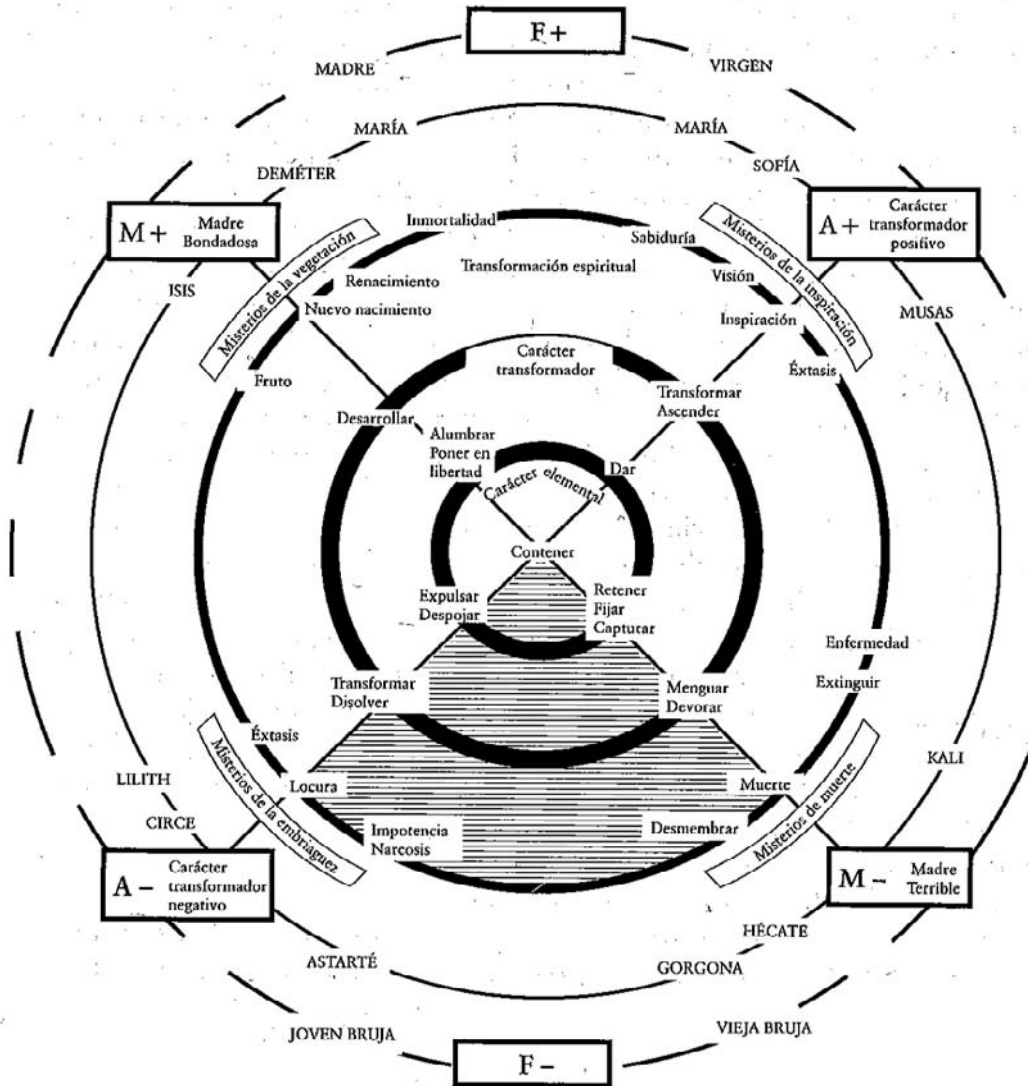 F+
MADRE
VIRGEN
MARÍA
MARÍA
DEMÉTER
SOFÍA
M+ Madre
Bondadosa
A+ Carácter
transformador
positivo
Misterios de la vegetación
Misterios de la inspiración
Inmortalidad
Sabiduría
Transformación espiritual
Renacimiento
Visión
ISIS
Nuevo nacimiento
Inspiración
MUSAS
Carácter
transformador
Fruto
Éxtasis
Desarrollar
Transformar
Ascender
Alumbrar
Poner en
libertad
Dar
Carácter elemental
Contener
Expulsar
Despojar
Retener
Fijar
Capturar
Enfermedad
Transformar
Disolver
Menguar
Devorar
Extinguir
Éxtasis
KALI
LILITH
Locura
Muerte
CIRCE
Misterios de la embriaguez
Impotencia
Narcosis
Desmembrar
Misterios de muerte
A− Carácter
transformador
negativo
M− Madre
Terrible
HÉCATE
ASTARTÉ
GORGONA
JOVEN BRUJA
VIEJA BRUJA
F−